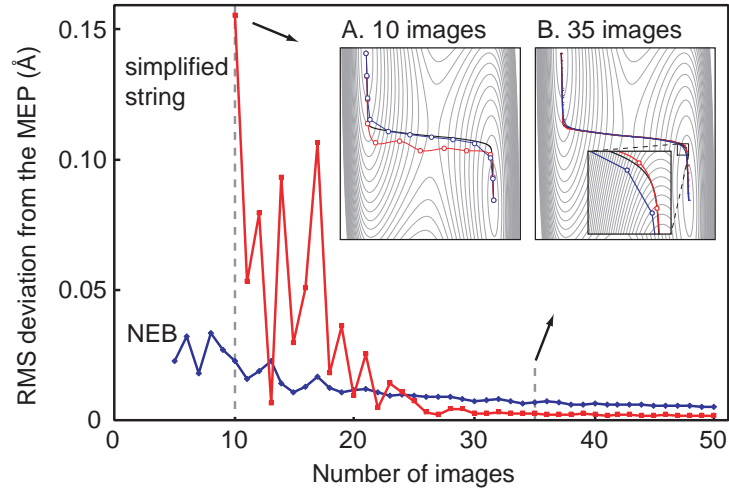 RMS deviation from the MEP (Å)
0.15
0.10
0.05
0
simplified
string
NEB
A. 10 images
B. 35 images
0
10
20
30
40
50
Number of images